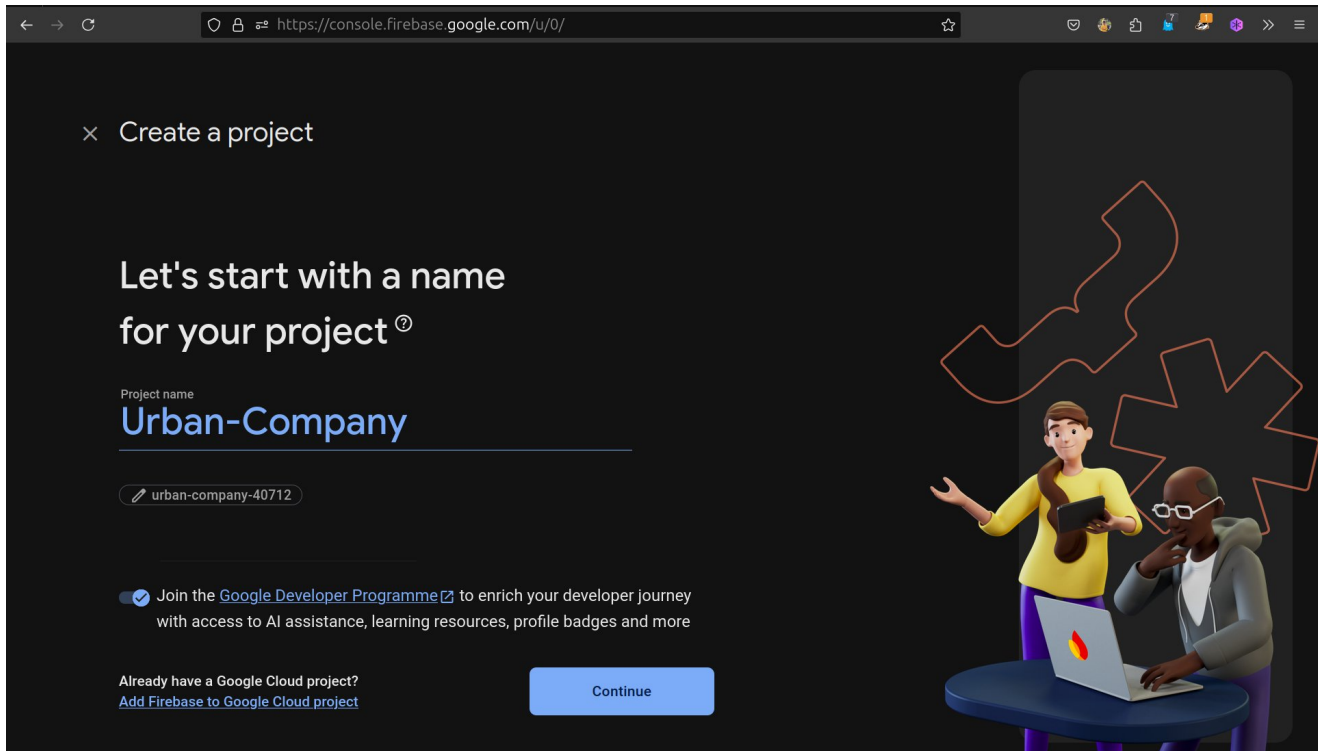 https://console.firebase.google.com/u/0/
7
1
Create a project
Let's start with a name
for your project
Project name
Urban-Company
urban-company-40712
Join the Google Developer Programme to enrich your developer journey
with access to AI assistance, learning resources, profile badges and more
Already have a Google Cloud project?
Add Firebase to Google Cloud project
Continue